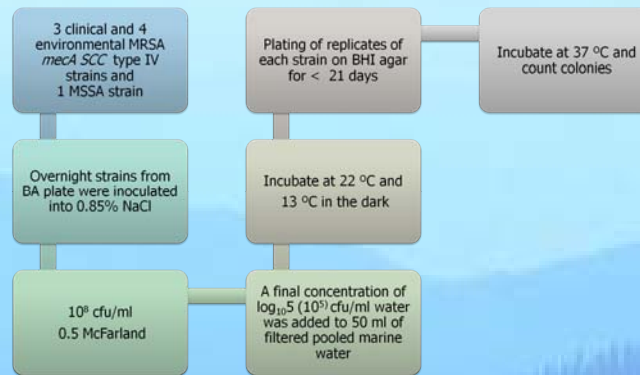 3 clinical and 4
environmental MRSA
mecA SCC type IV
strains and
1 MSSA strain
Overnight strains from
BA plate were inoculated
into 0.85% NaCl
10⁸ cfu/ml
0.5 McFarland
A final concentration of
log₁₀5 (10⁵) cfu/ml water
was added to 50 ml of
filtered pooled marine
water
Incubate at 22 ⁰C and
13 ⁰C in the dark
Plating of replicates of
each strain on BHI agar
for < 21 days
Incubate at 37 ⁰C and
count colonies